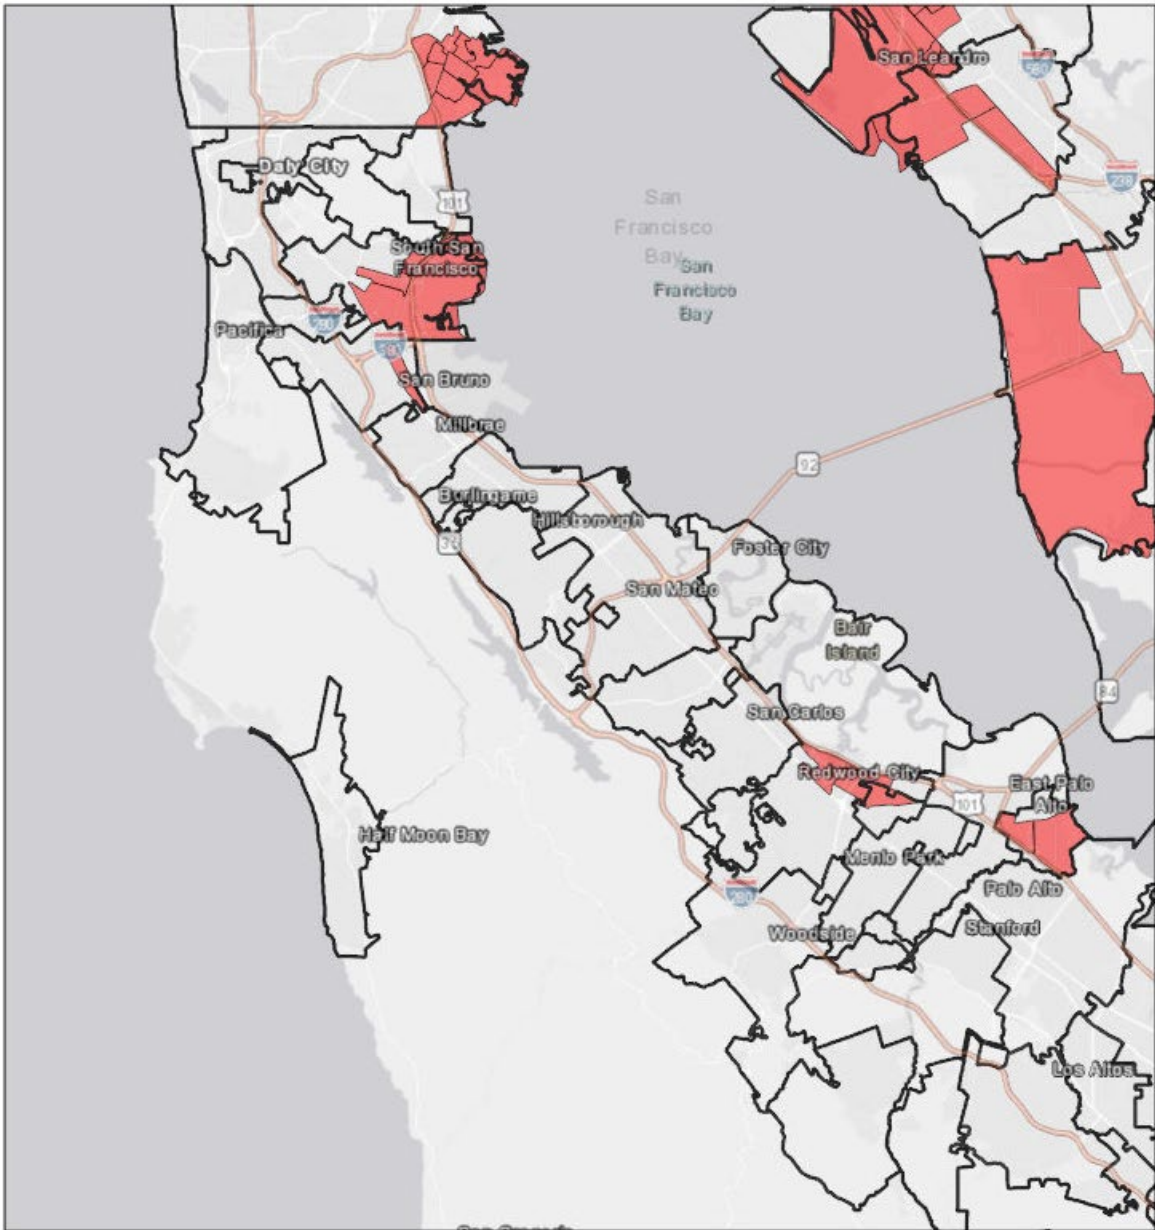 San Leandro
580
Daly City
238
101
San
Francisco
Bay
South San
Francisco
San
Francisco
Bay
Pacifica
280
San Bruno
Millbrae
92
Burlingame
Hillsborough
Foster City
San Mateo
Bair
Island
84
San Carlos
Redwood City
East Palo
Alto
101
Half Moon Bay
Menlo Park
Palo Alto
280
Woodside
Stanford
Los Altos